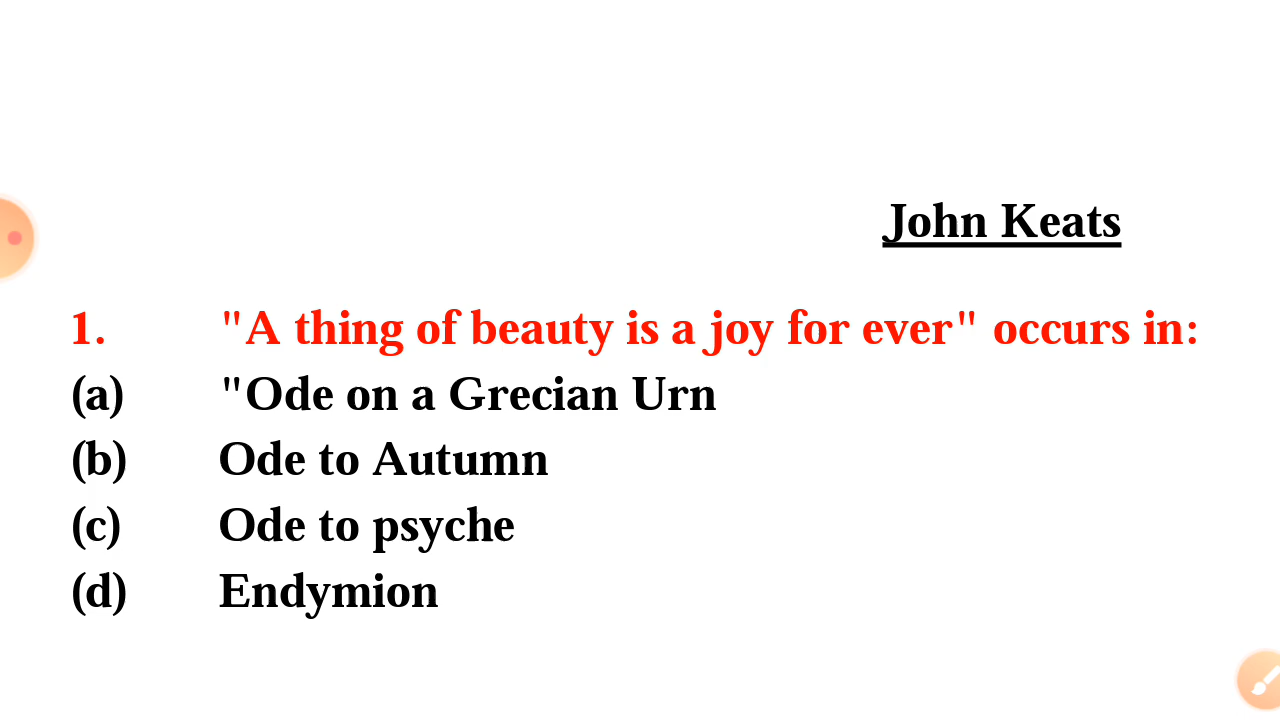 John Keats
1. "A thing of beauty is a joy for ever" occurs in:
(a) "Ode on a Grecian Urn
(b) Ode to Autumn
(c) Ode to psyche
(d) Endymion